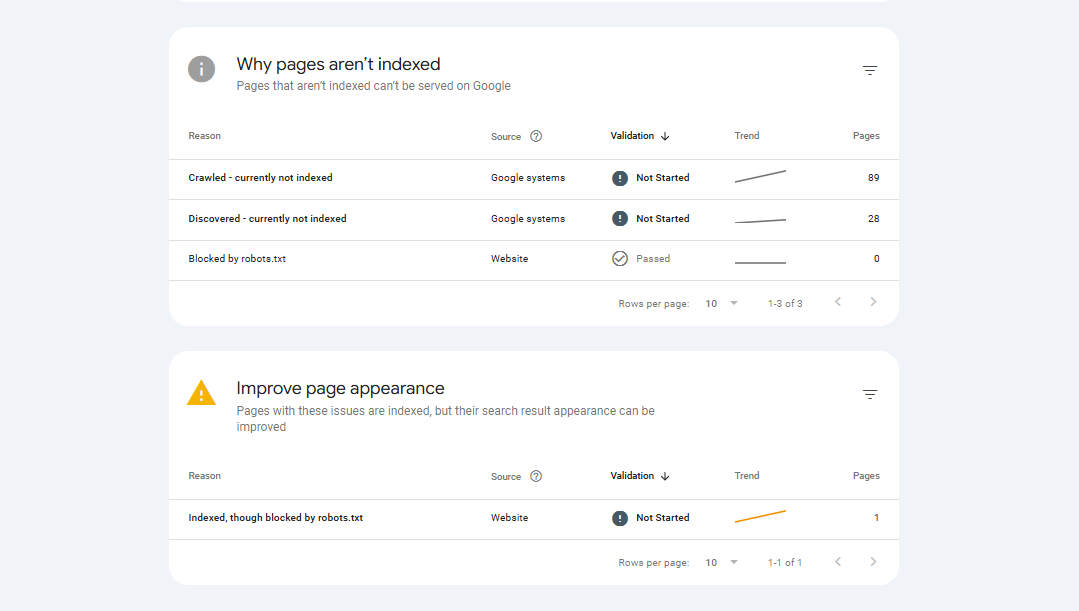 Why pages aren't indexed
Pages that aren't indexed can't be served on Google
Reason Source Validation Trend Pages
Crawled - currently not indexed Google systems Not Started 89
Discovered - currently not indexed Google systems Not Started 28
Blocked by robots.txt Website Passed 0
Rows per page: 10 1-3 of 3
Improve page appearance
Pages with these issues are indexed, but their search result appearance can be
improved
Reason Source Validation Trend Pages
Indexed, though blocked by robots.txt Website Not Started 1
Rows per page: 10 1-1 of 1